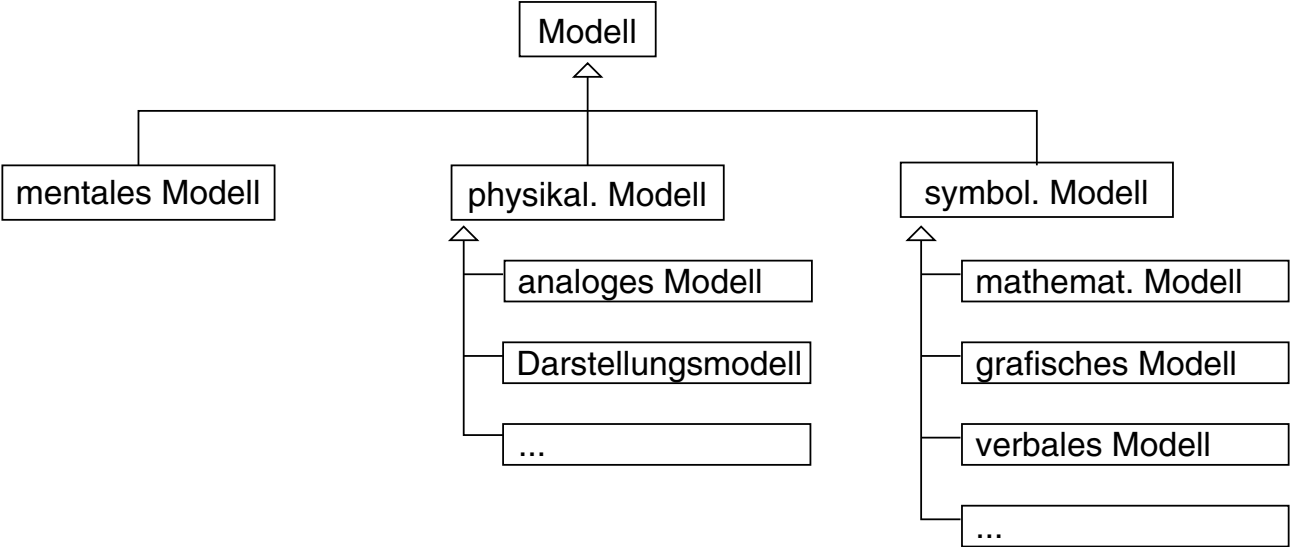 Modell
mentales Modell
physikal. Modell
symbol. Modell
analoges Modell
Darstellungsmodell
...
mathemat. Modell
grafisches Modell
verbales Modell
...